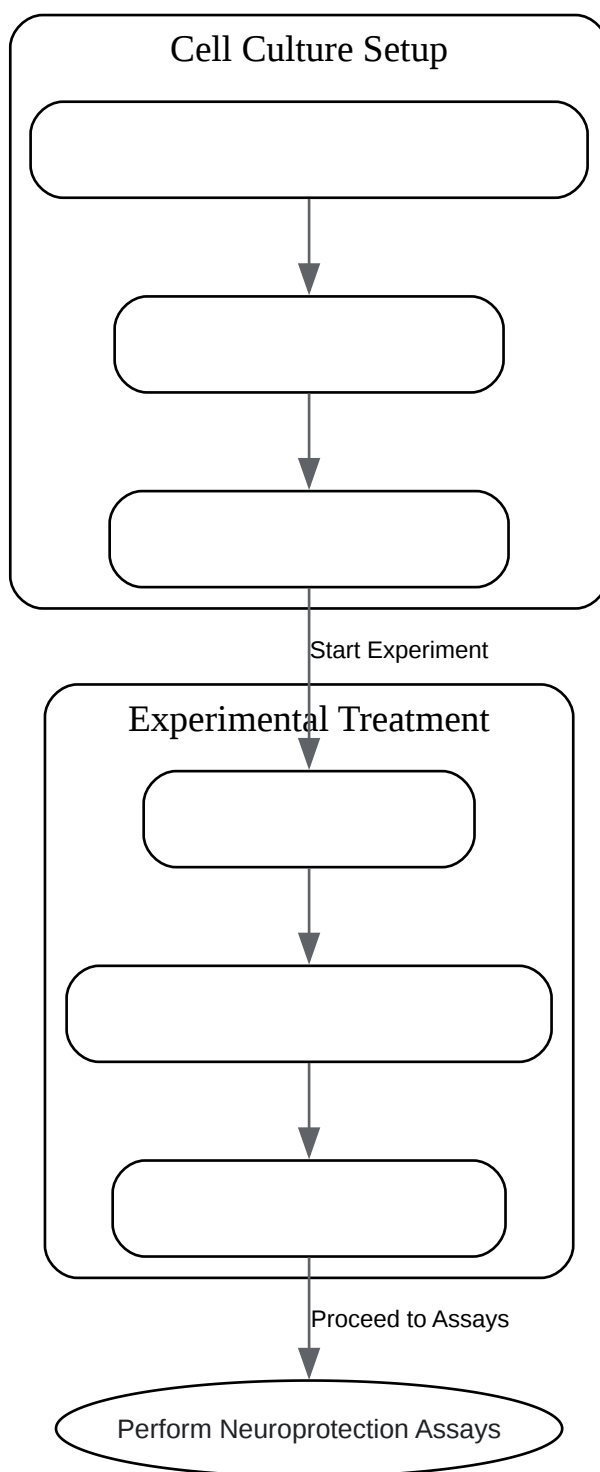 Cell Culture Setup
Start Experiment
Experimental Treatment
Proceed to Assays
Perform Neuroprotection Assays